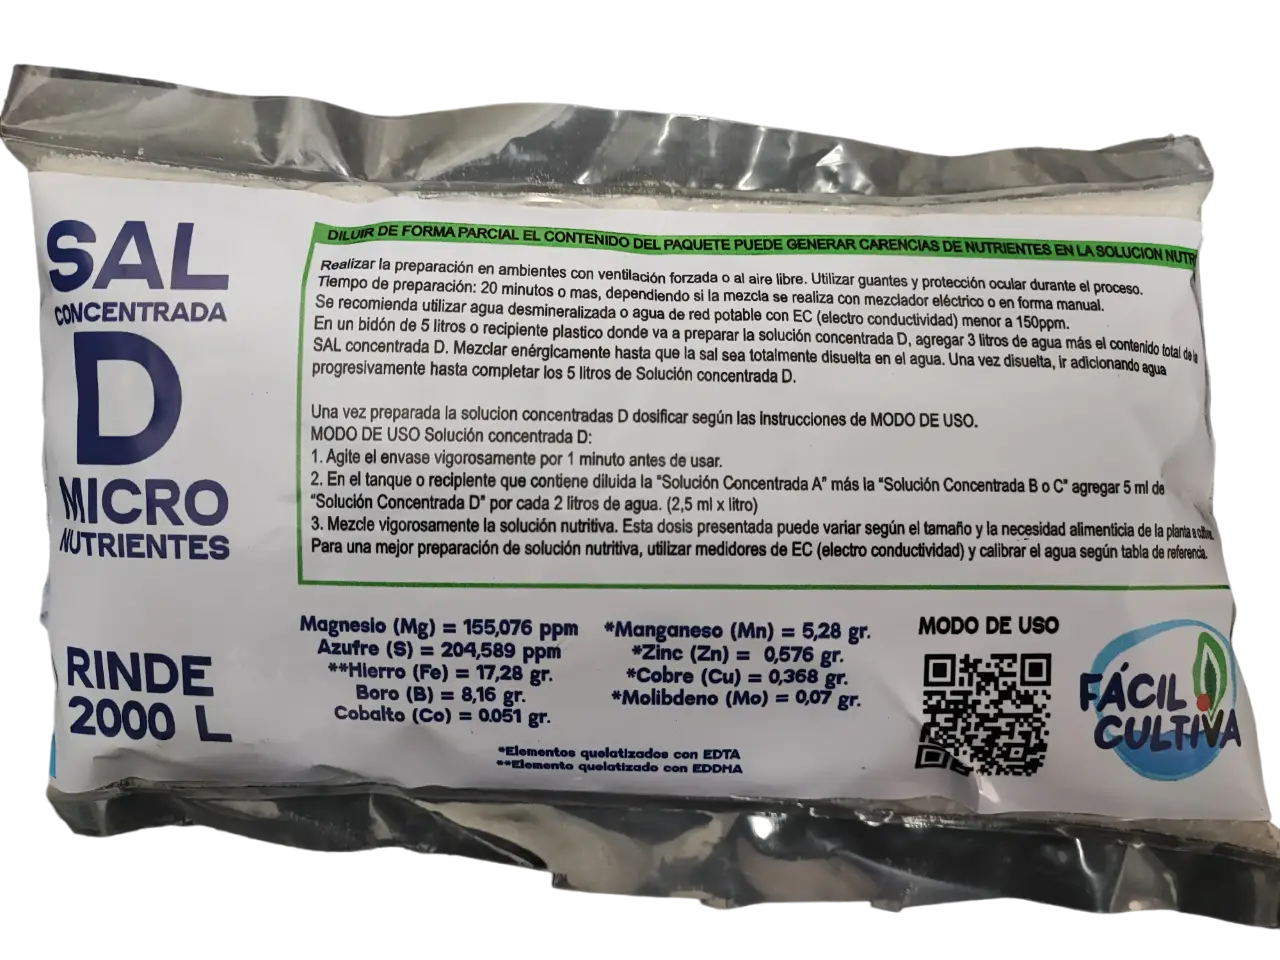 SAL
CONCENTRADA
D
MICRO
NUTRIENTES
RINDE
2000 L
DILUIR DE FORMA PARCIAL EL CONTENIDO DEL PAQUETE PUEDE GENERAR CARENCIAS DE NUTRIENTES EN LA SOLUCION NUTR
Realizar la preparación en ambientes con ventilación forzada o al aire libre. Utilizar guantes y protección ocular durante el proceso.
Tiempo de preparación: 20 minutos o mas, dependiendo si la mezcla se realiza con mezclador eléctrico o en forma manual.
Se recomienda utilizar agua desmineralizada o agua de red potable con EC (electro conductividad) menor a 150ppm.
En un bidón de 5 litros o recipiente plastico donde va a preparar la solución concentrada D, agregar 3 litros de agua más el contenido total de la
SAL concentrada D. Mezclar enérgicamente hasta que la sal sea totalmente disuelta en el agua. Una vez disuelta, ir adicionando agua
progresivamente hasta completar los 5 litros de Solución concentrada D.
Una vez preparada la solucion concentradas D dosificar según las instrucciones de MODO DE USO.
MODO DE USO Solución concentrada D:
1. Agite el envase vigorosamente por 1 minuto antes de usar.
2. En el tanque o recipiente que contiene diluida la "Solución Concentrada A" más la "Solución Concentrada B o C" agregar 5 ml de
"Solución Concentrada D" por cada 2 litros de agua. (2,5 ml x litro)
3. Mezcle vigorosamente la solución nutritiva. Esta dosis presentada puede variar según el tamaño y la necesidad alimenticia de la planta a
Para una mejor preparación de solución nutritiva, utilizar medidores de EC (electro conductividad) y calibrar el agua según tabla de referencia.
Magnesio (Mg) = 155,076 ppm
Azufre (S) = 204,589 ppm
**Hierro (Fe) = 17,28 gr.
Boro (B) = 8,16 gr.
Cobalto (Co) = 0.051 gr.
*Manganeso (Mn) = 5,28 gr.
*Zinc (Zn) = 0,576 gr.
*Cobre (Cu) = 0,368 gr.
*Molibdeno (Mo) = 0,07 gr.
*Elementos quelatizados con EDTA
**Elemento quelatizado con EDDHA
MODO DE USO
FÁCIL
CULTIVA